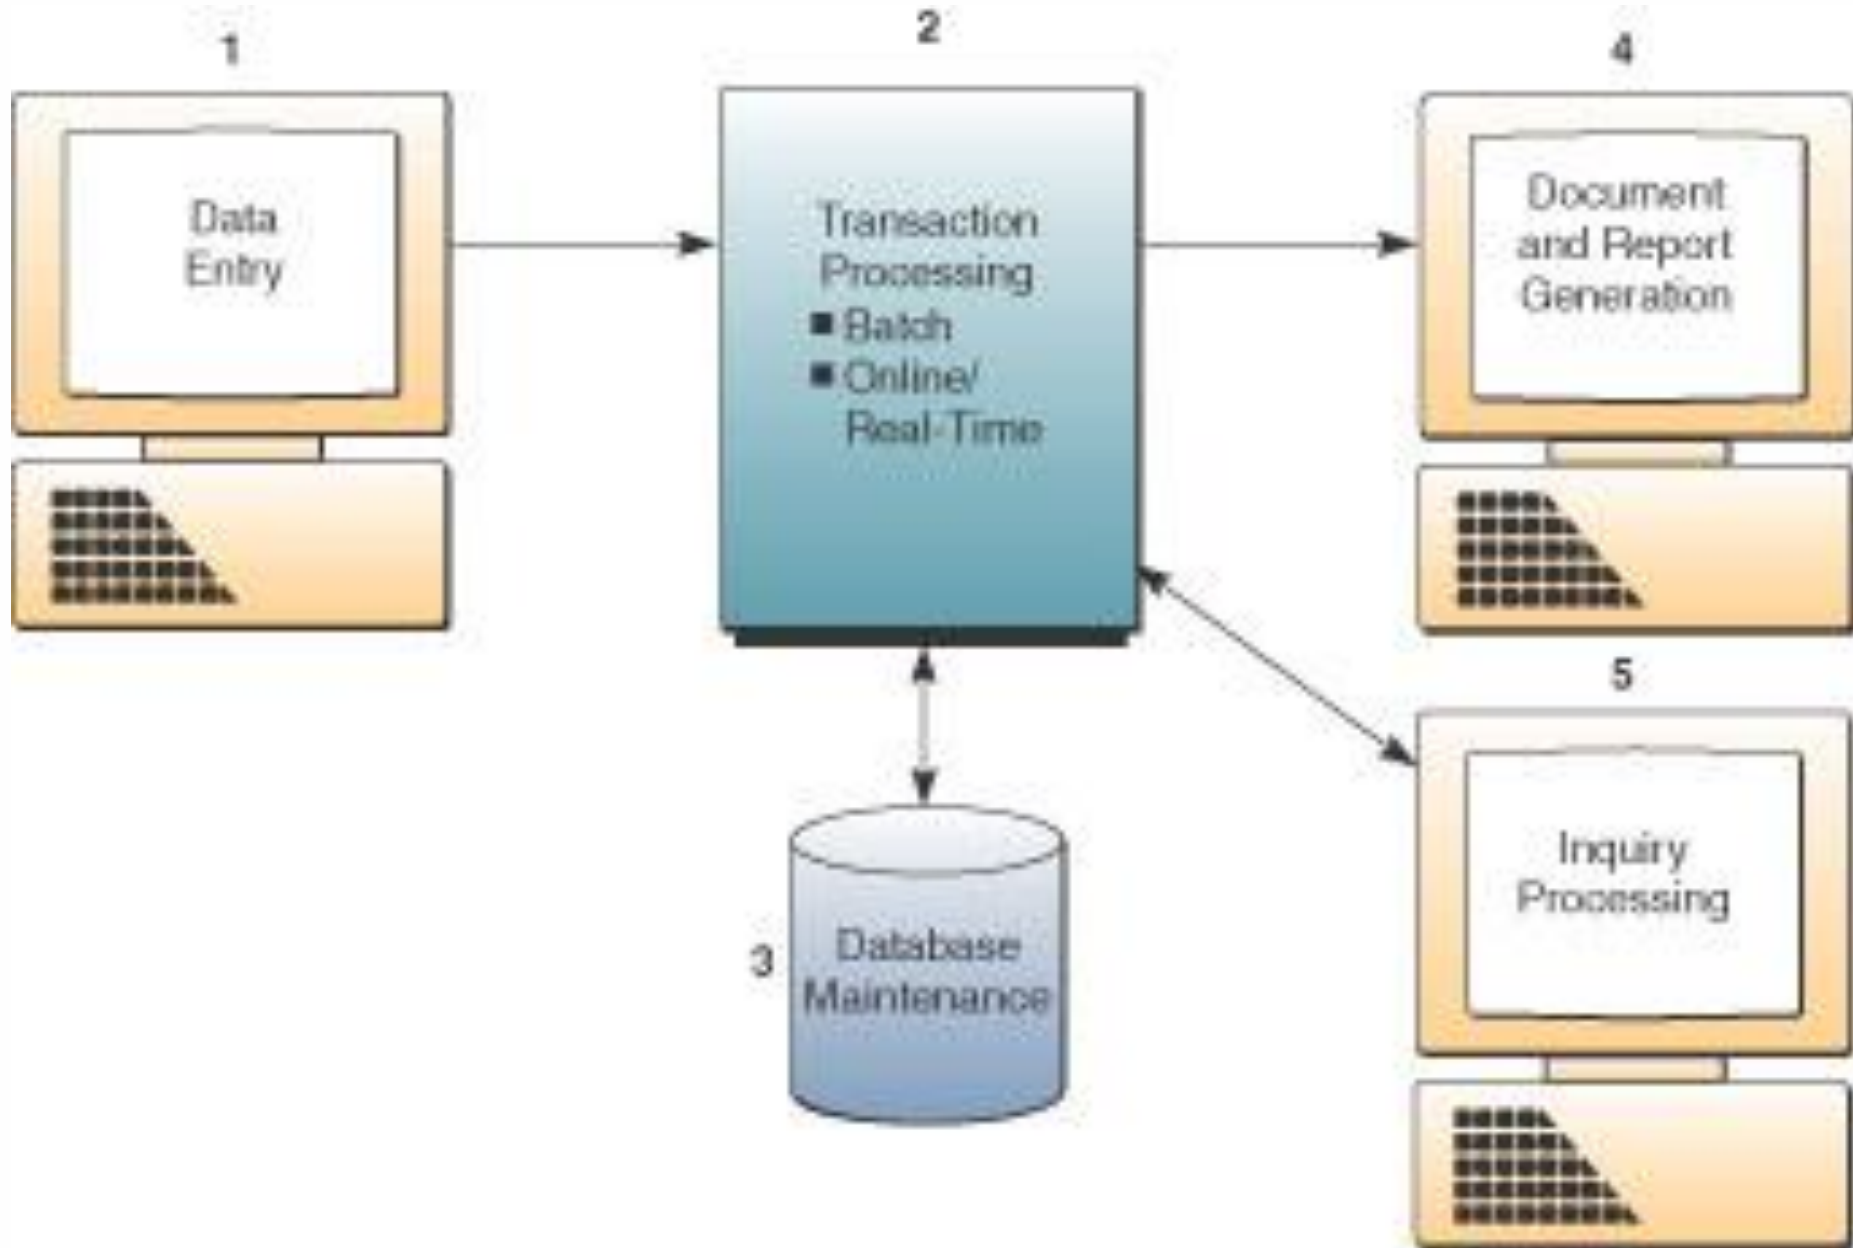 1
Data
Entry
2
Transaction
Processing
■ Batch
■ Online/
Real-Time
3
Database
Maintenance
4
Document
and Report
Generation
5
Inquiry
Processing